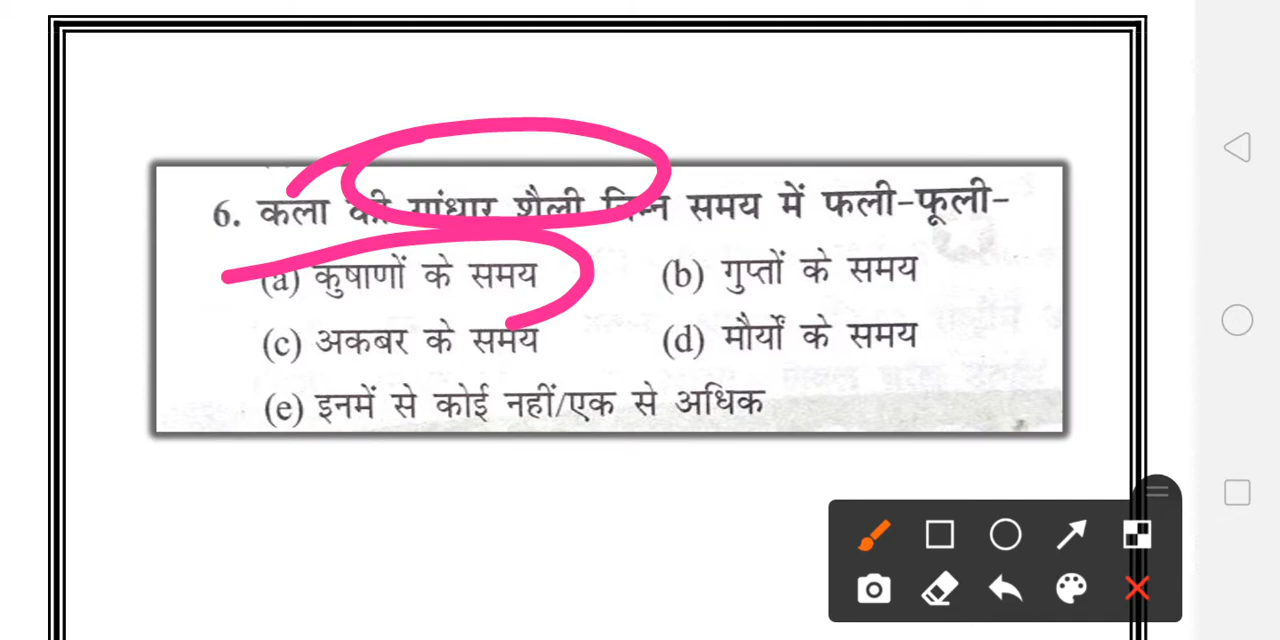 6. कला की गांधार शैली निम्न समय में फली-फूली-
(a) कुषाणों के समय (b) गुप्तों के समय
(c) अकबर के समय (d) मौर्यों के समय
(e) इनमें से कोई नहीं/एक से अधिक